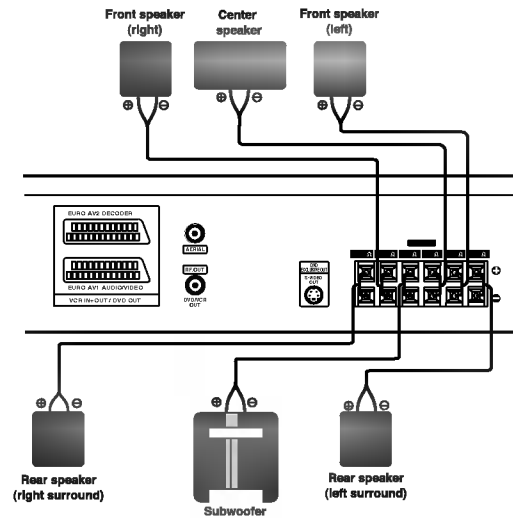 Front speaker
(right)
Center
speaker
Front speaker
(left)
EURO AV2 DECODER
EURO AV1 AUDIO/VIDEO
VCR IN+OUT / DVD OUT
AERIAL
RF.OUT
DVD/VCR
/OUT
S-VIDEO
OUT
Rear speaker
(right surround)
Subwoofer
Rear speaker
(left surround)